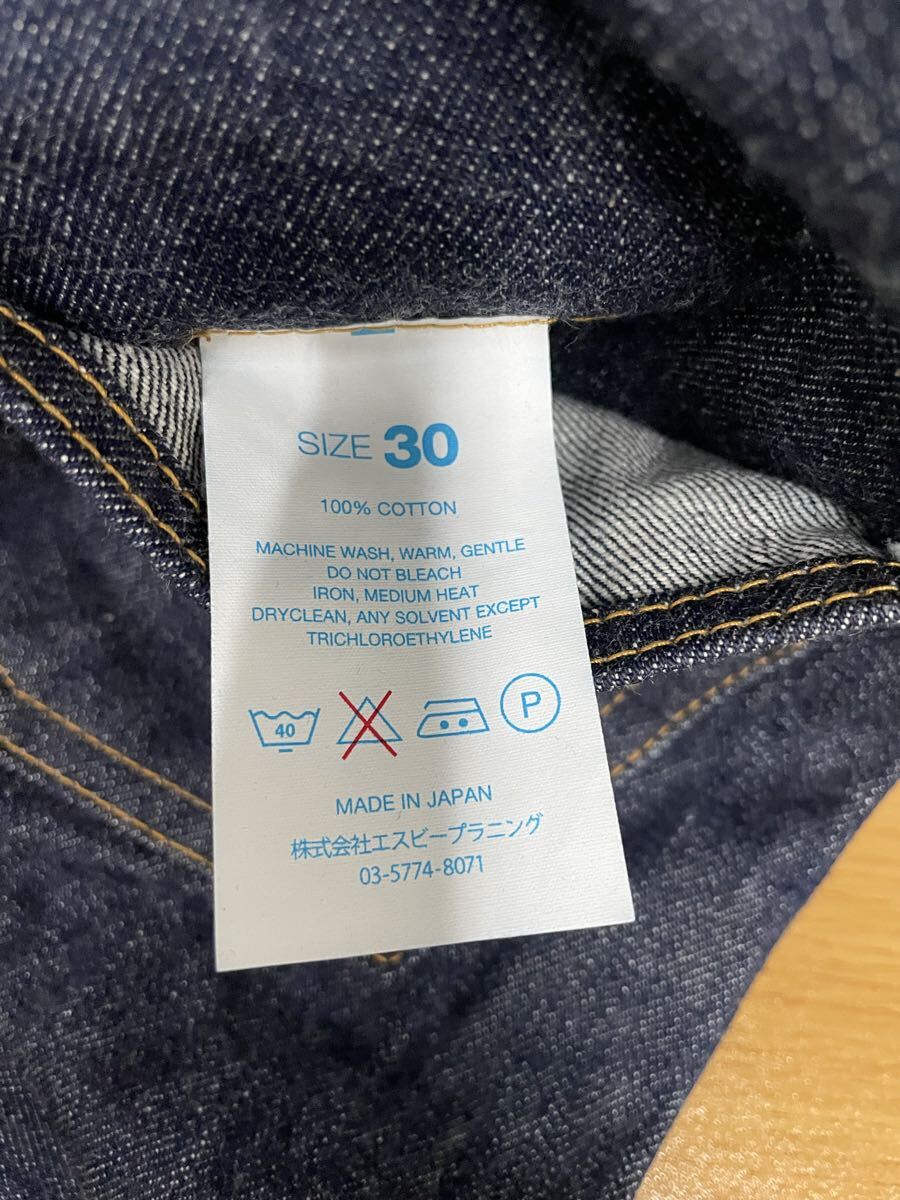 SIZE 30
100% COTTON
MACHINE WASH, WARM, GENTLE
DO NOT BLEACH
IRON, MEDIUM HEAT
DRYCLEAN, ANY SOLVENT EXCEPT
TRICHLOROETHYLENE
40
P
MADE IN JAPAN
株式会社エスビープラニング
03-5774-8071